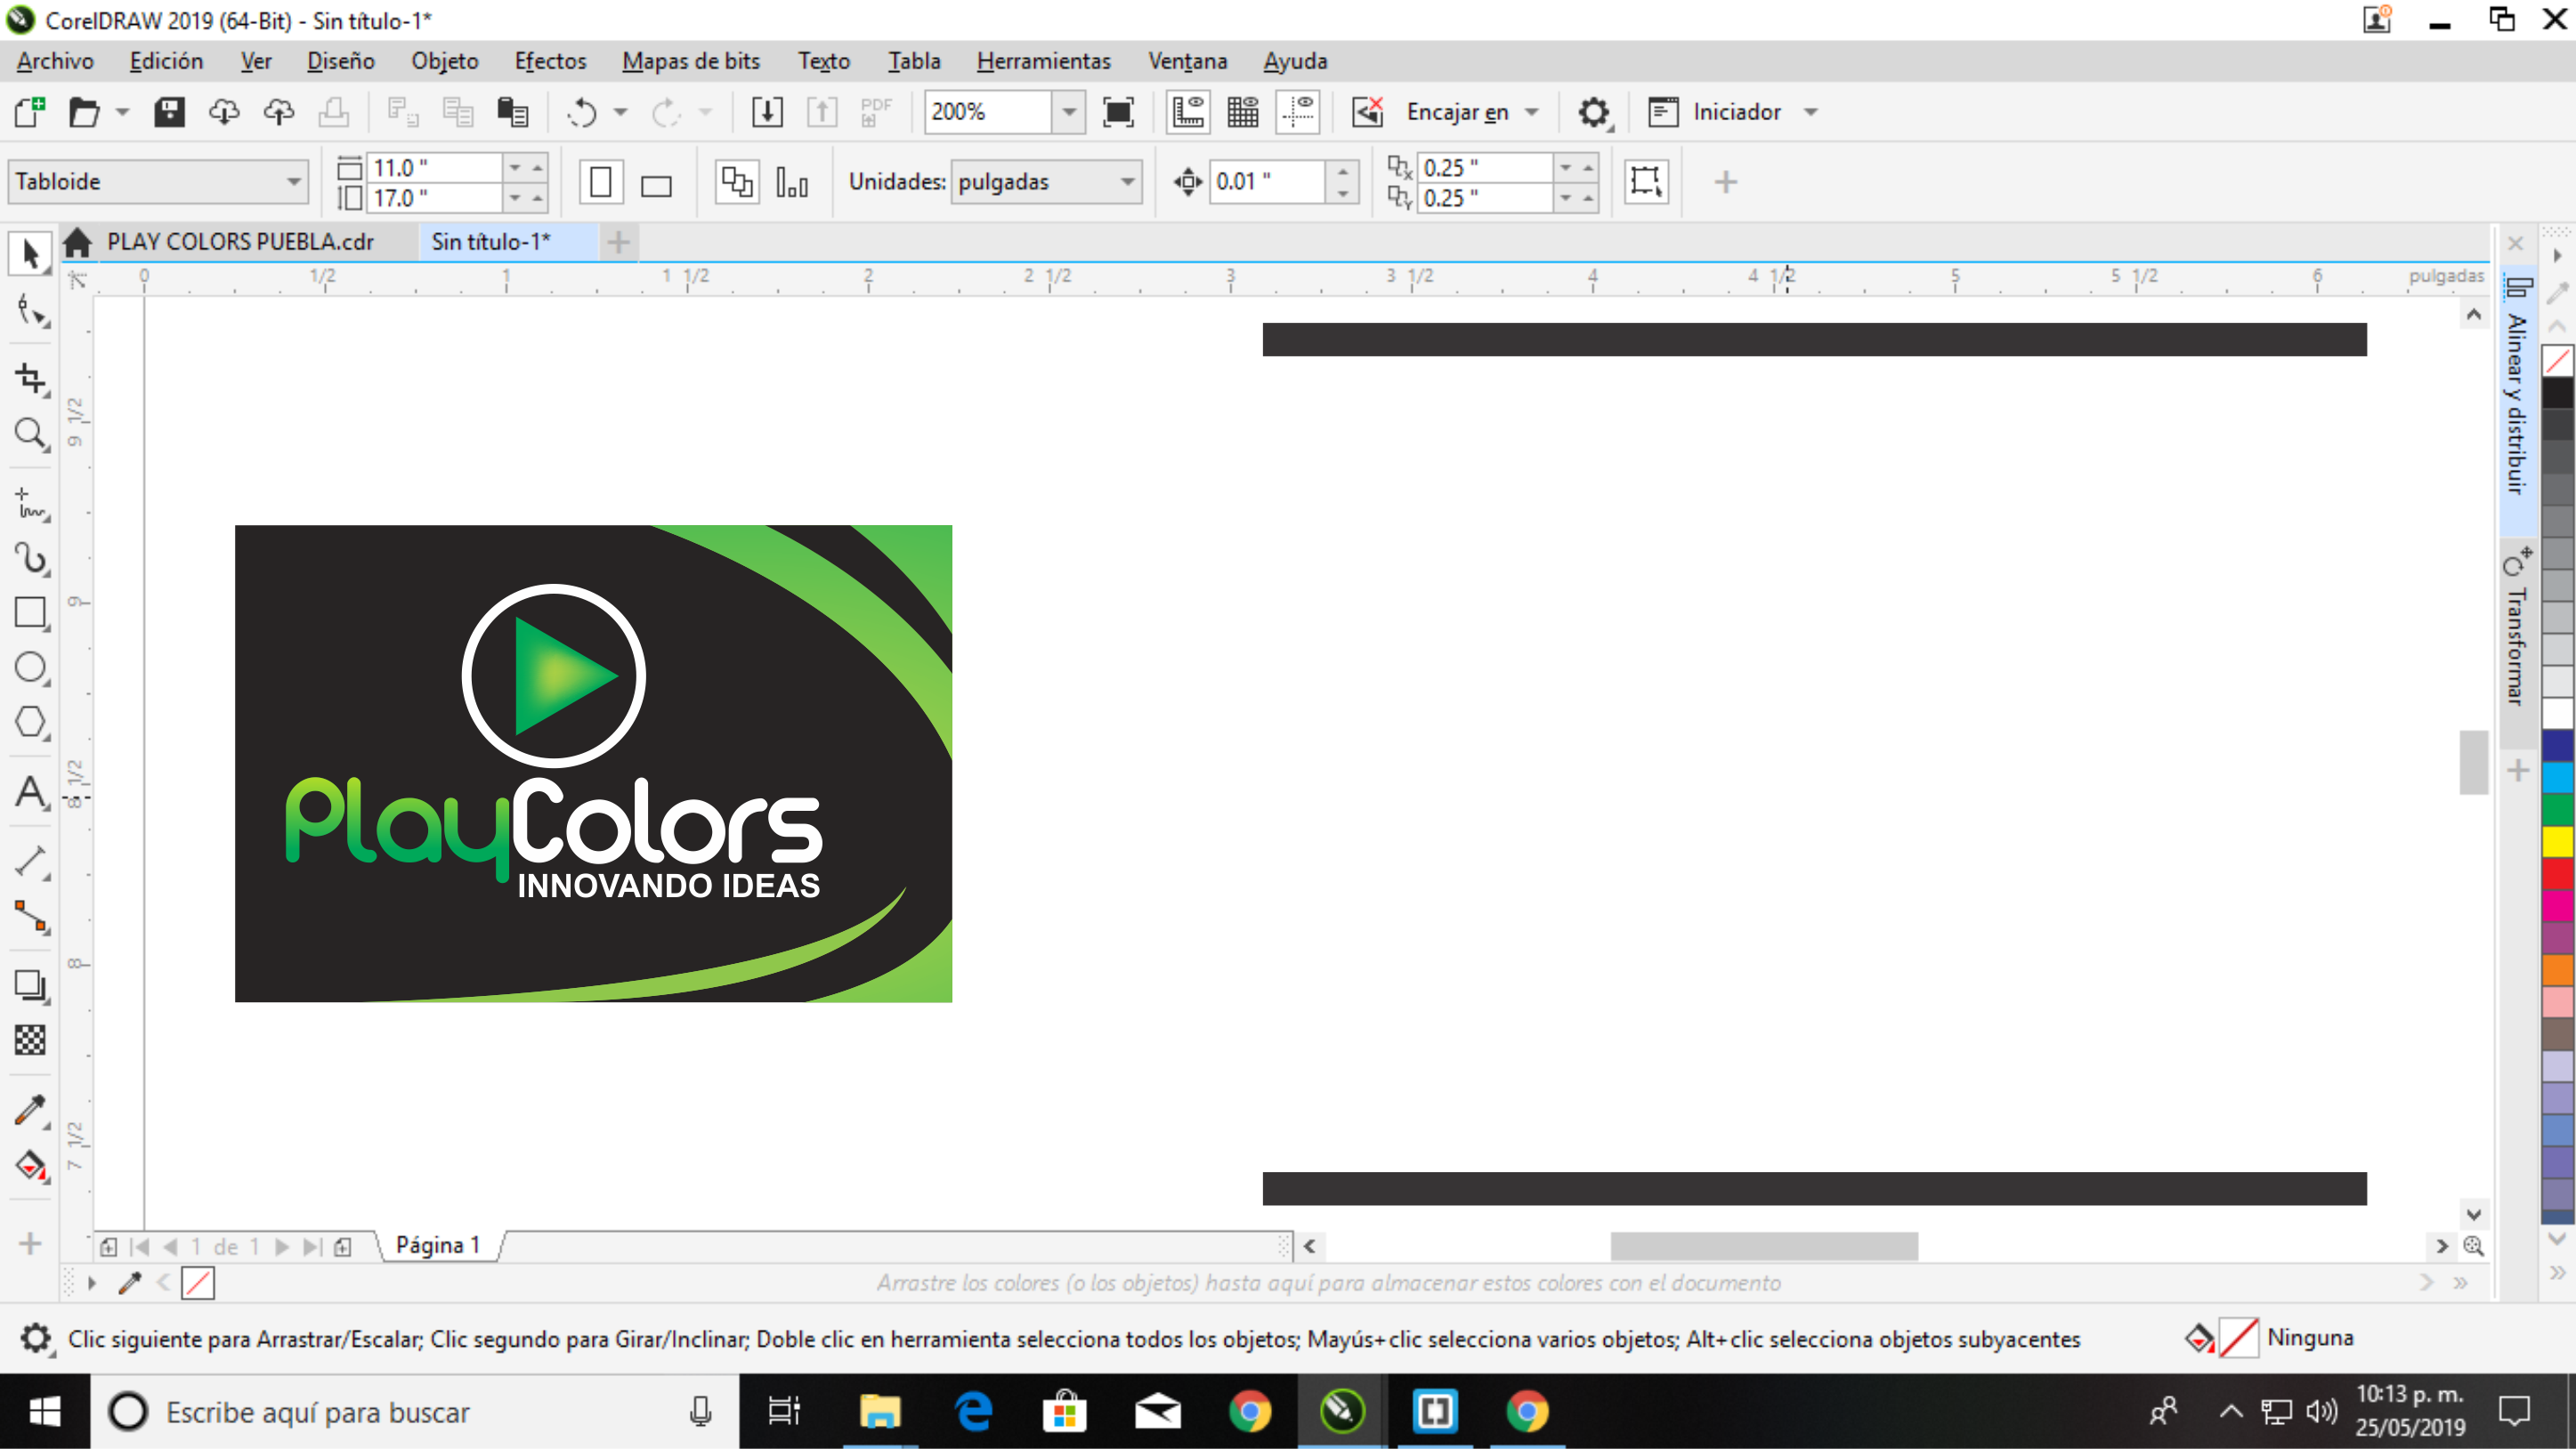 CorelDRAW 2019 (64-Bit) - Sin título-1*
Archivo Edición Ver Diseño Objeto Efectos Mapas de bits Texto Tabla Herramientas Ventana Ayuda
PDF 200% Encajar en Iniciador
Tabloide 11.0 " 17.0 " Unidades: pulgadas 0.01 " 0.25 " 0.25 "
PLAY COLORS PUEBLA.cdr Sin título-1*
0 1/2 1 1 1/2 2 2 1/2 3 3 1/2 4 4 1/2 5 5 1/2 6 pulgadas
9 1/2
9
8 1/2
8
7 1/2
Alinear y distribuir
Transformar
PlayColors
INNOVANDO IDEAS
1 de 1 Página 1
Arrastre los colores (o los objetos) hasta aquí para almacenar estos colores con el documento
Clic siguiente para Arrastrar/Escalar; Clic segundo para Girar/Inclinar; Doble clic en herramienta selecciona todos los objetos; Mayús+clic selecciona varios objetos; Alt+clic selecciona objetos subyacentes Ninguna
Escribe aquí para buscar
10:13 p. m.
25/05/2019